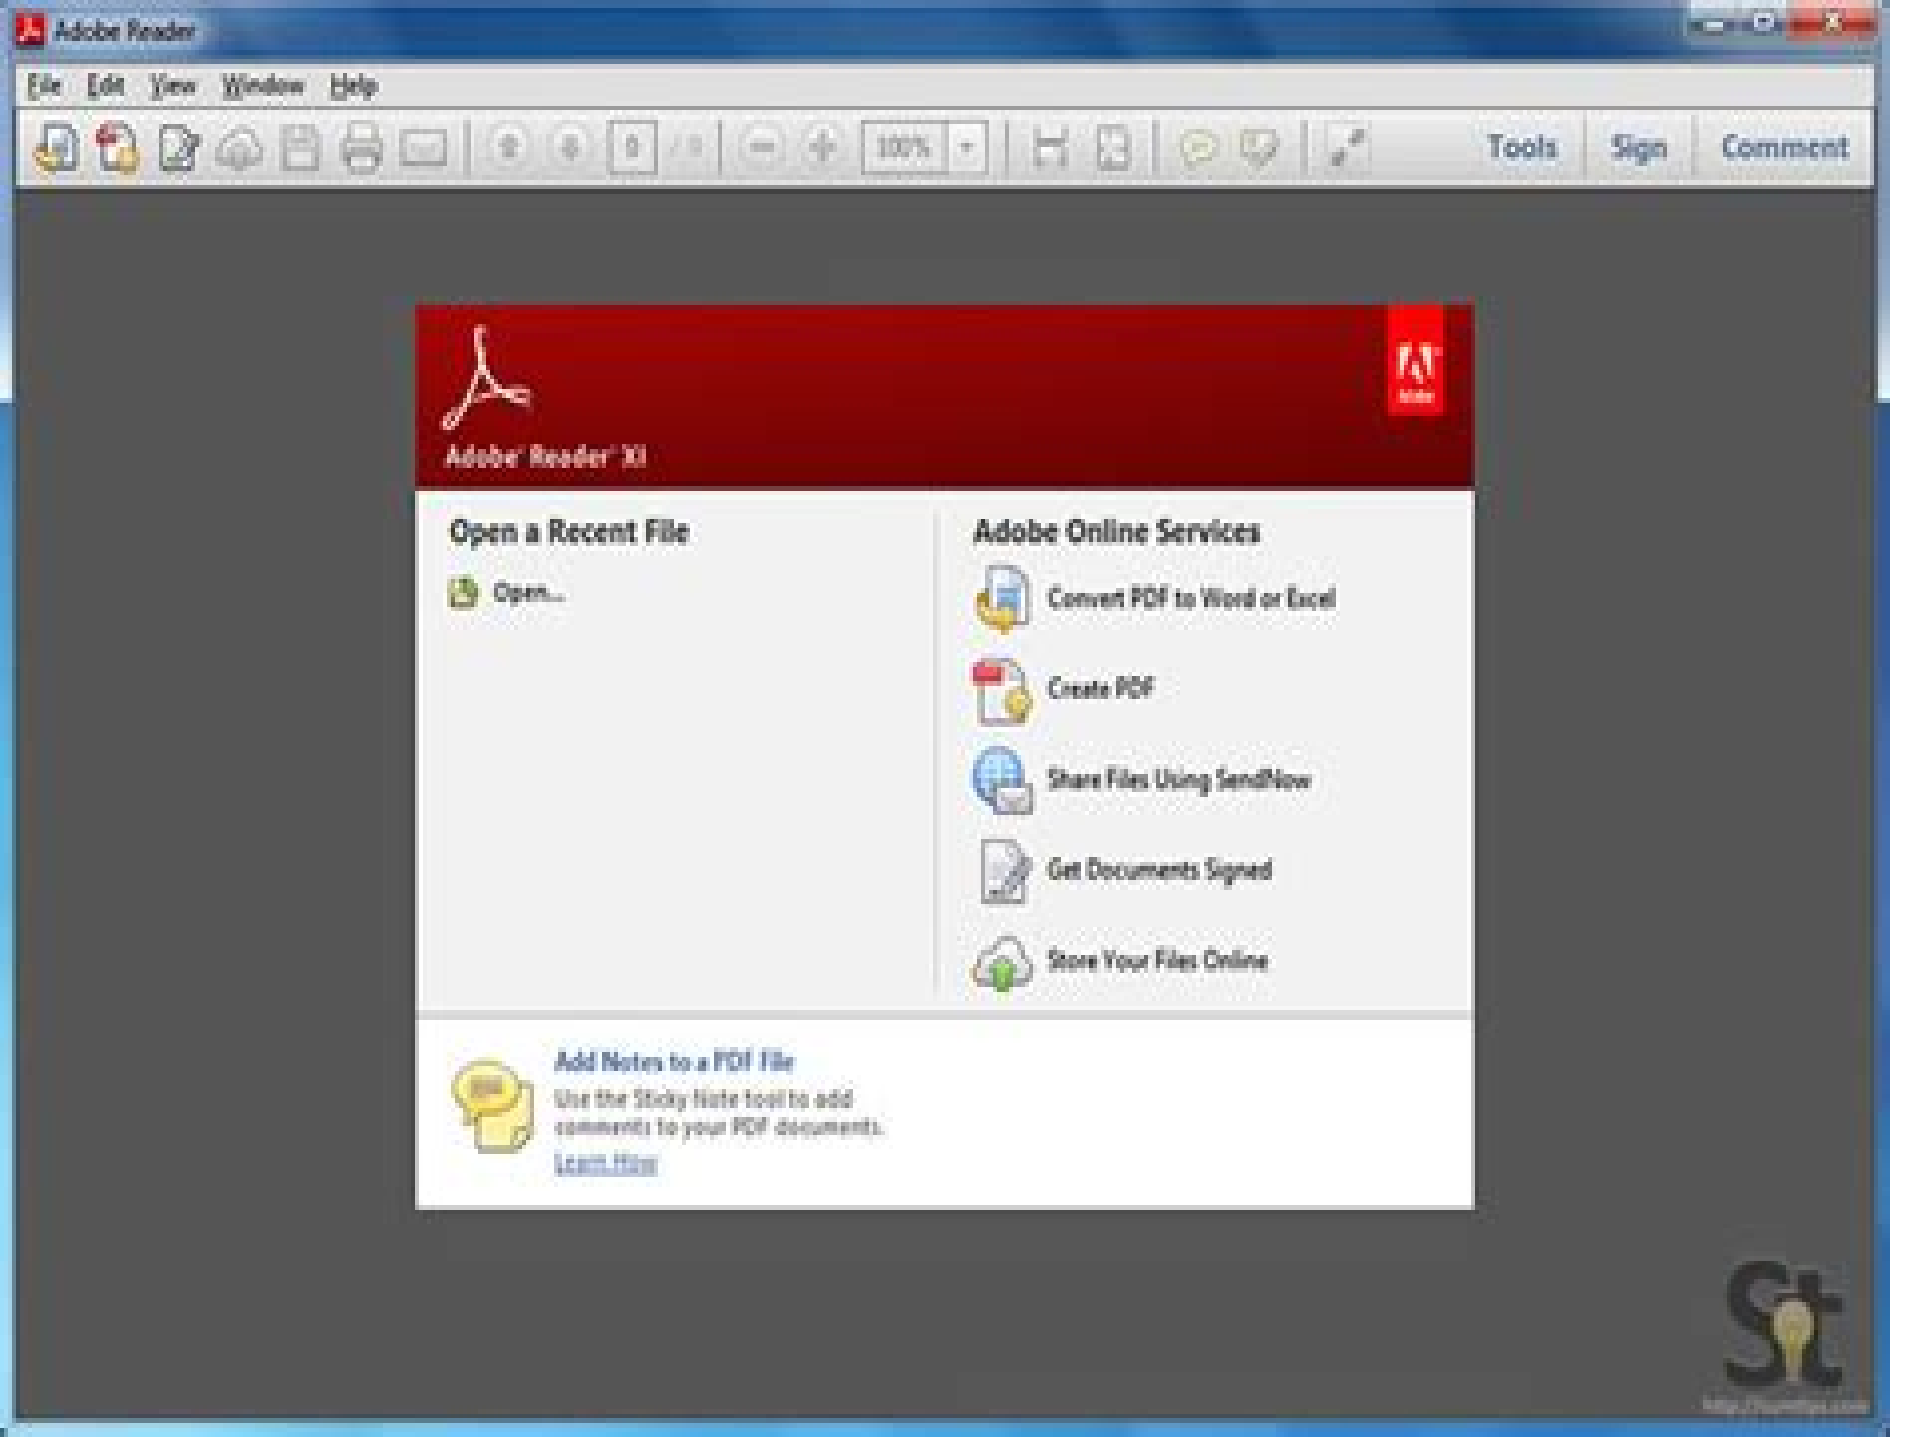 Adobe Reader
File Edit View Window Help
100%
Tools Sign Comment
Adobe
Adobe® Reader® XI
Open a Recent File
Open...
Adobe Online Services
Convert PDF to Word or Excel
Create PDF
Share Files Using SendNow
Get Documents Signed
Store Your Files Online
Add Notes to a PDF File
Use the Sticky Note tool to add
comments to your PDF documents.
Learn How
St